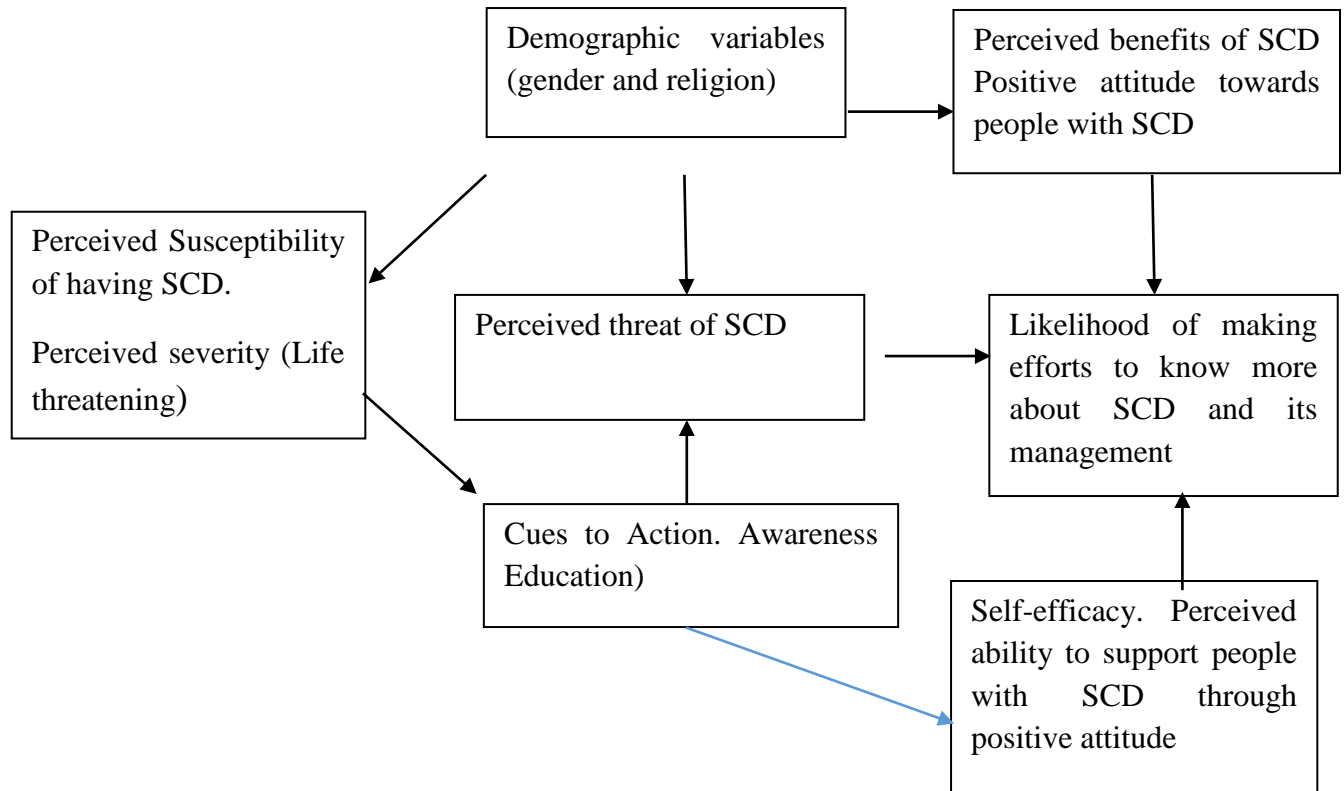 Demographic variables
(gender and religion)
Perceived benefits of SCD
Positive attitude towards
people with SCD
Perceived Susceptibility
of having SCD.
Perceived severity (Life
threatening)
Perceived threat of SCD
Likelihood of making
efforts to know more
about SCD and its
management
Cues to Action. Awareness
Education)
Self-efficacy. Perceived
ability to support people
with SCD through
positive attitude